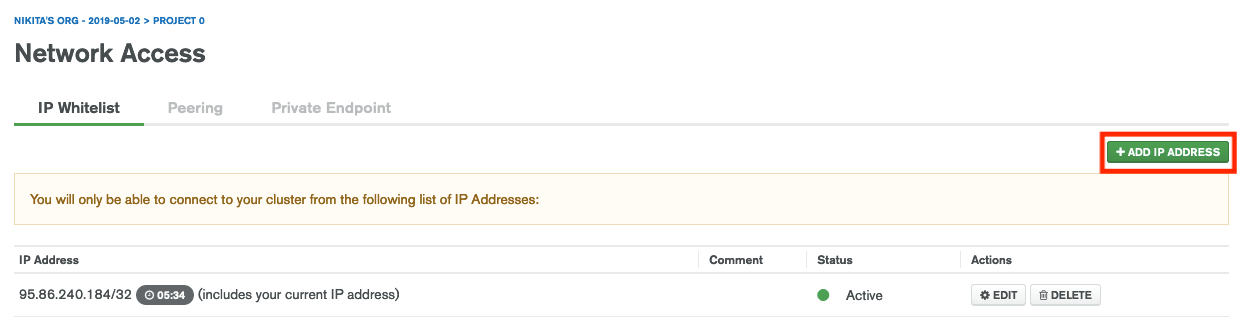 NIKITA'S ORG - 2019-05-02 > PROJECT 0
Network Access
IP Whitelist Peering Private Endpoint
+ ADD IP ADDRESS
You will only be able to connect to your cluster from the following list of IP Addresses:
IP Address Comment Status Actions
95.86.240.184/32 05:34 (includes your current IP address) Active EDIT DELETE